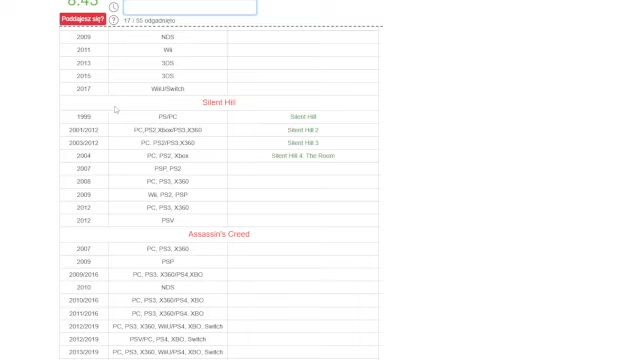 8:43
Poddajesz się? ? 17 / 55 odgadnięto
2009 NDS
2011 Wii
2013 3DS
2015 3DS
2017 WiiU/Switch
Silent Hill
1999 PS/PC Silent Hill
2001/2012 PC,PS2,Xbox/PS3,X360 Silent Hill 2
2003/2012 PC. PS2/PS3,X360 Silent Hill 3
2004 PC, PS2, Xbox Silent Hill 4. The Room
2007 PSP, PS2
2008 PC, PS3, X360
2009 Wii, PS2, PSP
2012 PC, PS3, X360
2012 PSV
Assassin's Creed
2007 PC, PS3, X360
2009 PSP
2009/2016 PC, PS3, X360/PS4,XBO
2010 NDS
2010/2016 PC, PS3, X360/PS4, XBO
2011/2016 PC, PS3, X360/PS4, XBO
2012/2019 PC, PS3, X360, WiiU/PS4, XBO, Switch
2012/2019 PSV/PC, PS4, XBO, Switch
2013/2019 PC, PS3, X360, WiiU/PS4, XBO, Switch